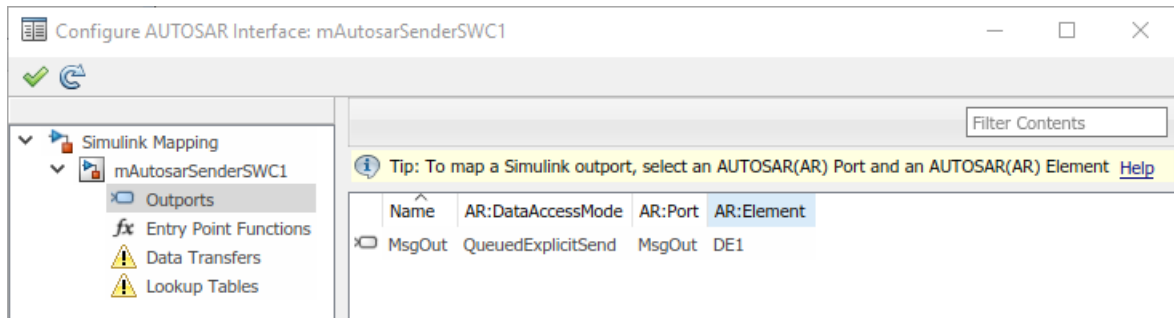 Configure AUTOSAR Interface: mAutosarSenderSWC1
Filter Contents
Simulink Mapping
mAutosarSenderSWC1
Outports
fx Entry Point Functions
Data Transfers
Lookup Tables
Tip: To map a Simulink outport, select an AUTOSAR(AR) Port and an AUTOSAR(AR) Element Help
Name AR:DataAccessMode AR:Port AR:Element
MsgOut QueuedExplicitSend MsgOut DE1